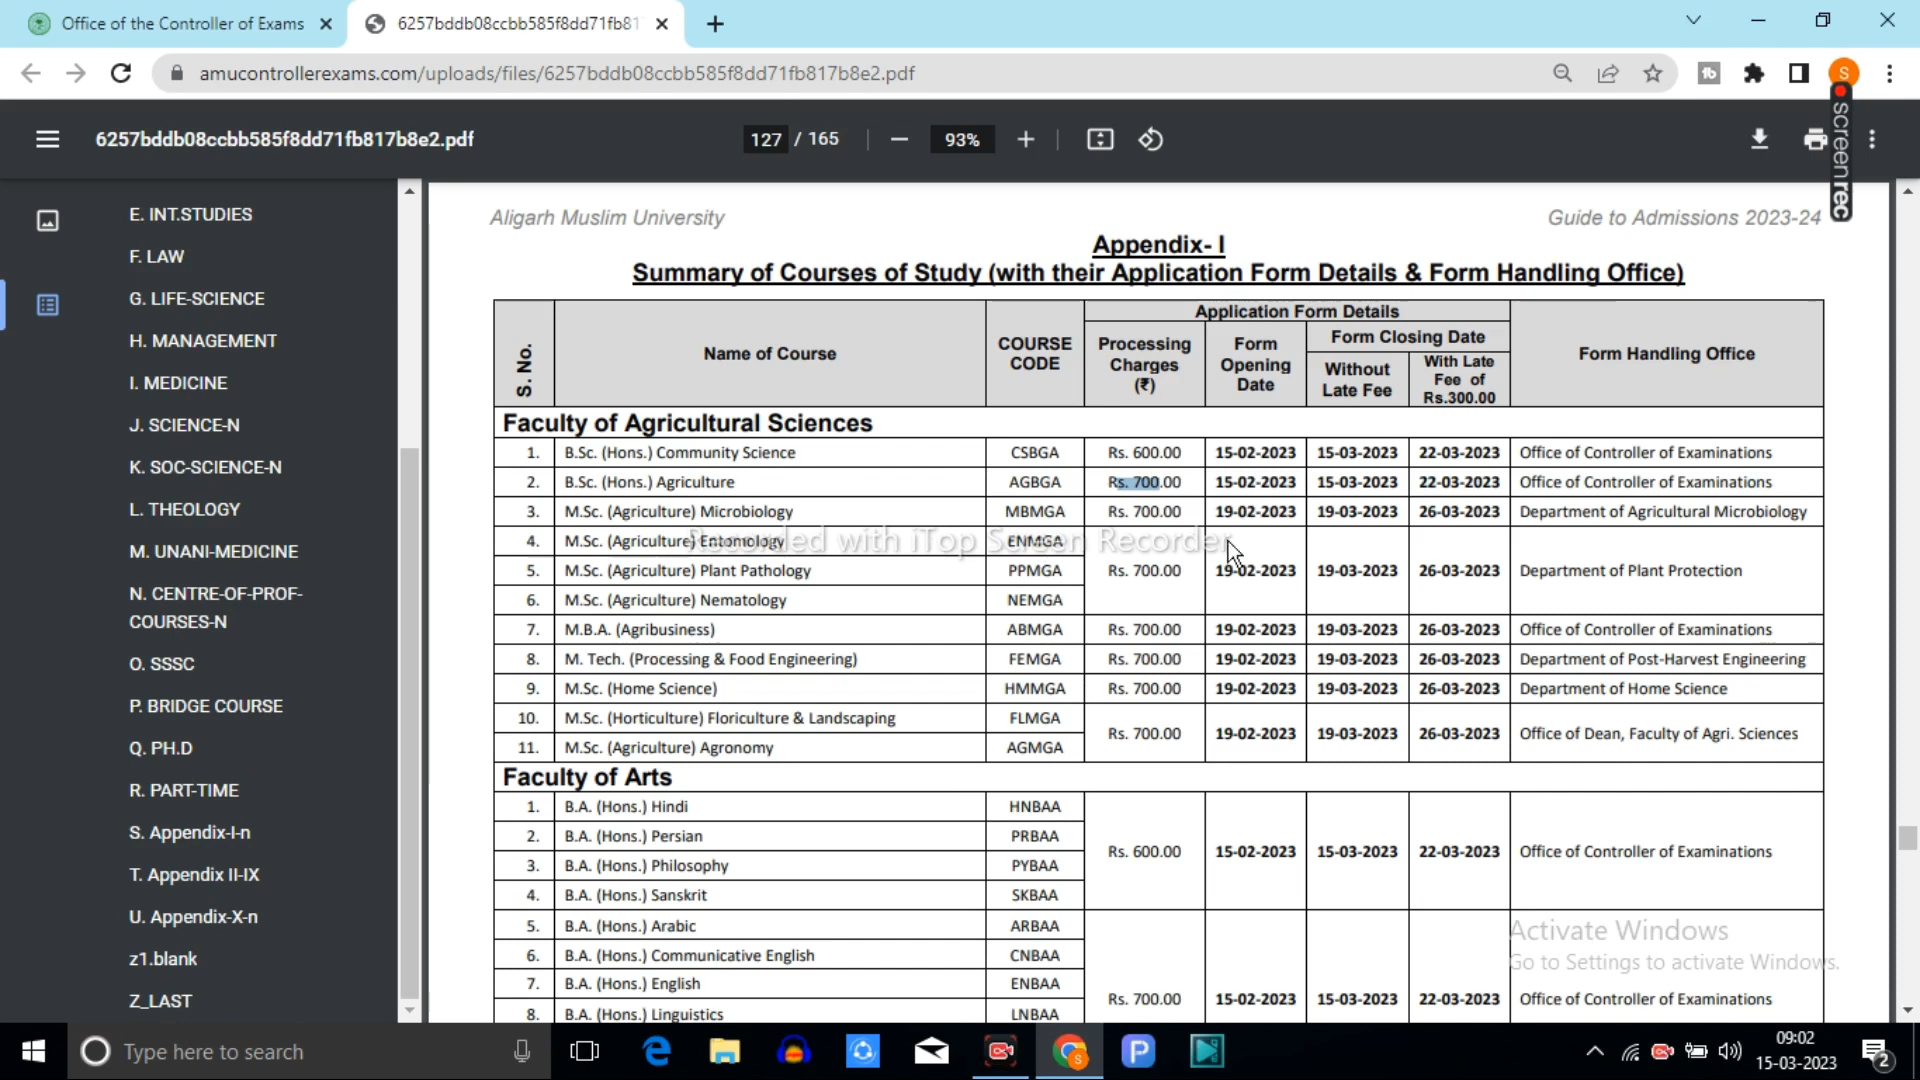 Office of the Controller of Exams
6257bddb08ccbb585f8dd71fb81
amucontrollerexams.com/uploads/files/6257bddb08ccbb585f8dd71fb817b8e2.pdf
S
screenrec
6257bddb08ccbb585f8dd71fb817b8e2.pdf
127 / 165
93%
E. INT.STUDIES
F. LAW
G. LIFE-SCIENCE
H. MANAGEMENT
I. MEDICINE
J. SCIENCE-N
K. SOC-SCIENCE-N
L. THEOLOGY
M. UNANI-MEDICINE
N. CENTRE-OF-PROF-
COURSES-N
O. SSSC
P. BRIDGE COURSE
Q. PH.D
R. PART-TIME
S. Appendix-I-n
T. Appendix II-IX
U. Appendix-X-n
z1.blank
Z_LAST
Aligarh Muslim University Guide to Admissions 2023-24
Appendix- I
Summary of Courses of Study (with their Application Form Details & Form Handling Office)
S. No.
Name of Course
COURSE
CODE
Application Form Details
Processing
Charges
(₹)
Form
Opening
Date
Form Closing Date
Without
Late Fee
With Late
Fee of
Rs.300.00
Form Handling Office
Faculty of Agricultural Sciences
1. B.Sc. (Hons.) Community Science CSBGA Rs. 600.00 15-02-2023 15-03-2023 22-03-2023 Office of Controller of Examinations
2. B.Sc. (Hons.) Agriculture AGBGA Rs. 700.00 15-02-2023 15-03-2023 22-03-2023 Office of Controller of Examinations
3. M.Sc. (Agriculture) Microbiology MBMGA Rs. 700.00 19-02-2023 19-03-2023 26-03-2023 Department of Agricultural Microbiology
4. M.Sc. (Agriculture) Entomology ENMGA
Recorded with iTop Screen Recorder
5. M.Sc. (Agriculture) Plant Pathology PPMGA Rs. 700.00 19-02-2023 19-03-2023 26-03-2023 Department of Plant Protection
6. M.Sc. (Agriculture) Nematology NEMGA
7. M.B.A. (Agribusiness) ABMGA Rs. 700.00 19-02-2023 19-03-2023 26-03-2023 Office of Controller of Examinations
8. M. Tech. (Processing & Food Engineering) FEMGA Rs. 700.00 19-02-2023 19-03-2023 26-03-2023 Department of Post-Harvest Engineering
9. M.Sc. (Home Science) HMMGA Rs. 700.00 19-02-2023 19-03-2023 26-03-2023 Department of Home Science
10. M.Sc. (Horticulture) Floriculture & Landscaping FLMGA
Rs. 700.00 19-02-2023 19-03-2023 26-03-2023 Office of Dean, Faculty of Agri. Sciences
11. M.Sc. (Agriculture) Agronomy AGMGA
Faculty of Arts
1. B.A. (Hons.) Hindi HNBAA
2. B.A. (Hons.) Persian PRBAA
Rs. 600.00 15-02-2023 15-03-2023 22-03-2023 Office of Controller of Examinations
3. B.A. (Hons.) Philosophy PYBAA
4. B.A. (Hons.) Sanskrit SKBAA
5. B.A. (Hons.) Arabic ARBAA
6. B.A. (Hons.) Communicative English CNBAA
7. B.A. (Hons.) English ENBAA
Rs. 700.00 15-02-2023 15-03-2023 22-03-2023 Office of Controller of Examinations
8. B.A. (Hons.) Linguistics LNBAA
Activate Windows
Go to Settings to activate Windows.
Type here to search
09:02
15-03-2023
2